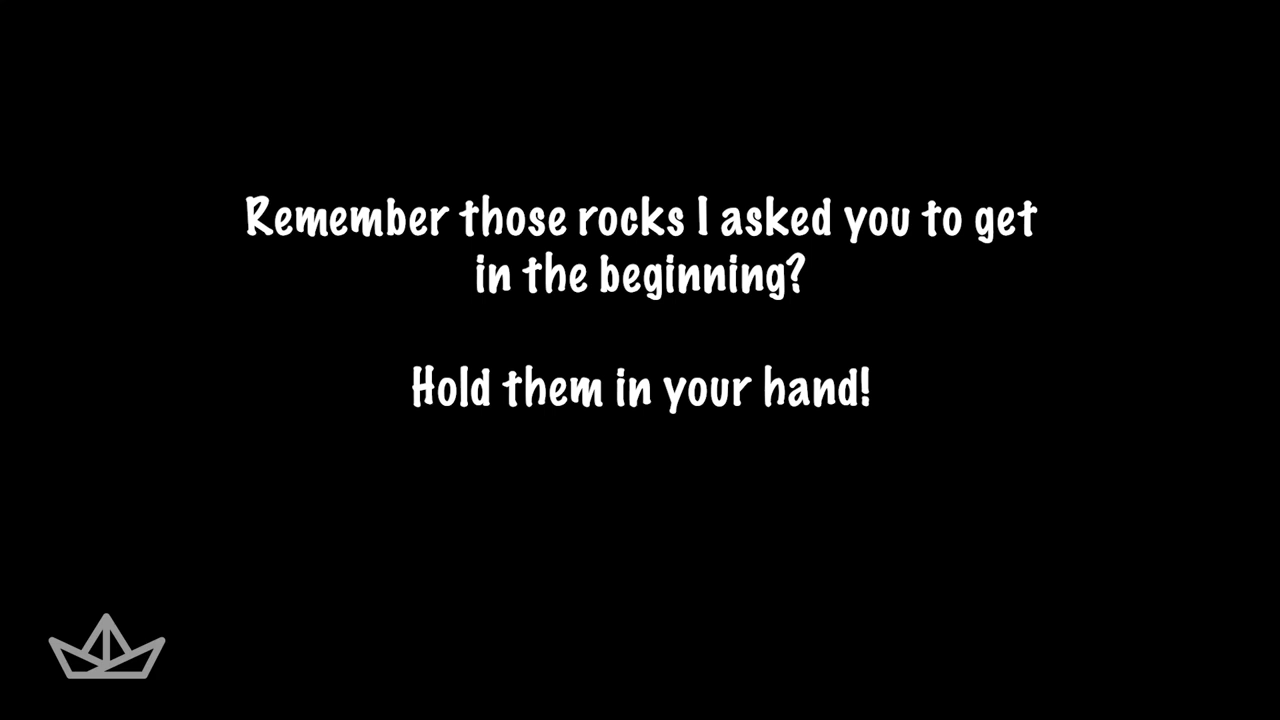 Remember those rocks I asked you to get
in the beginning?
Hold them in your hand!